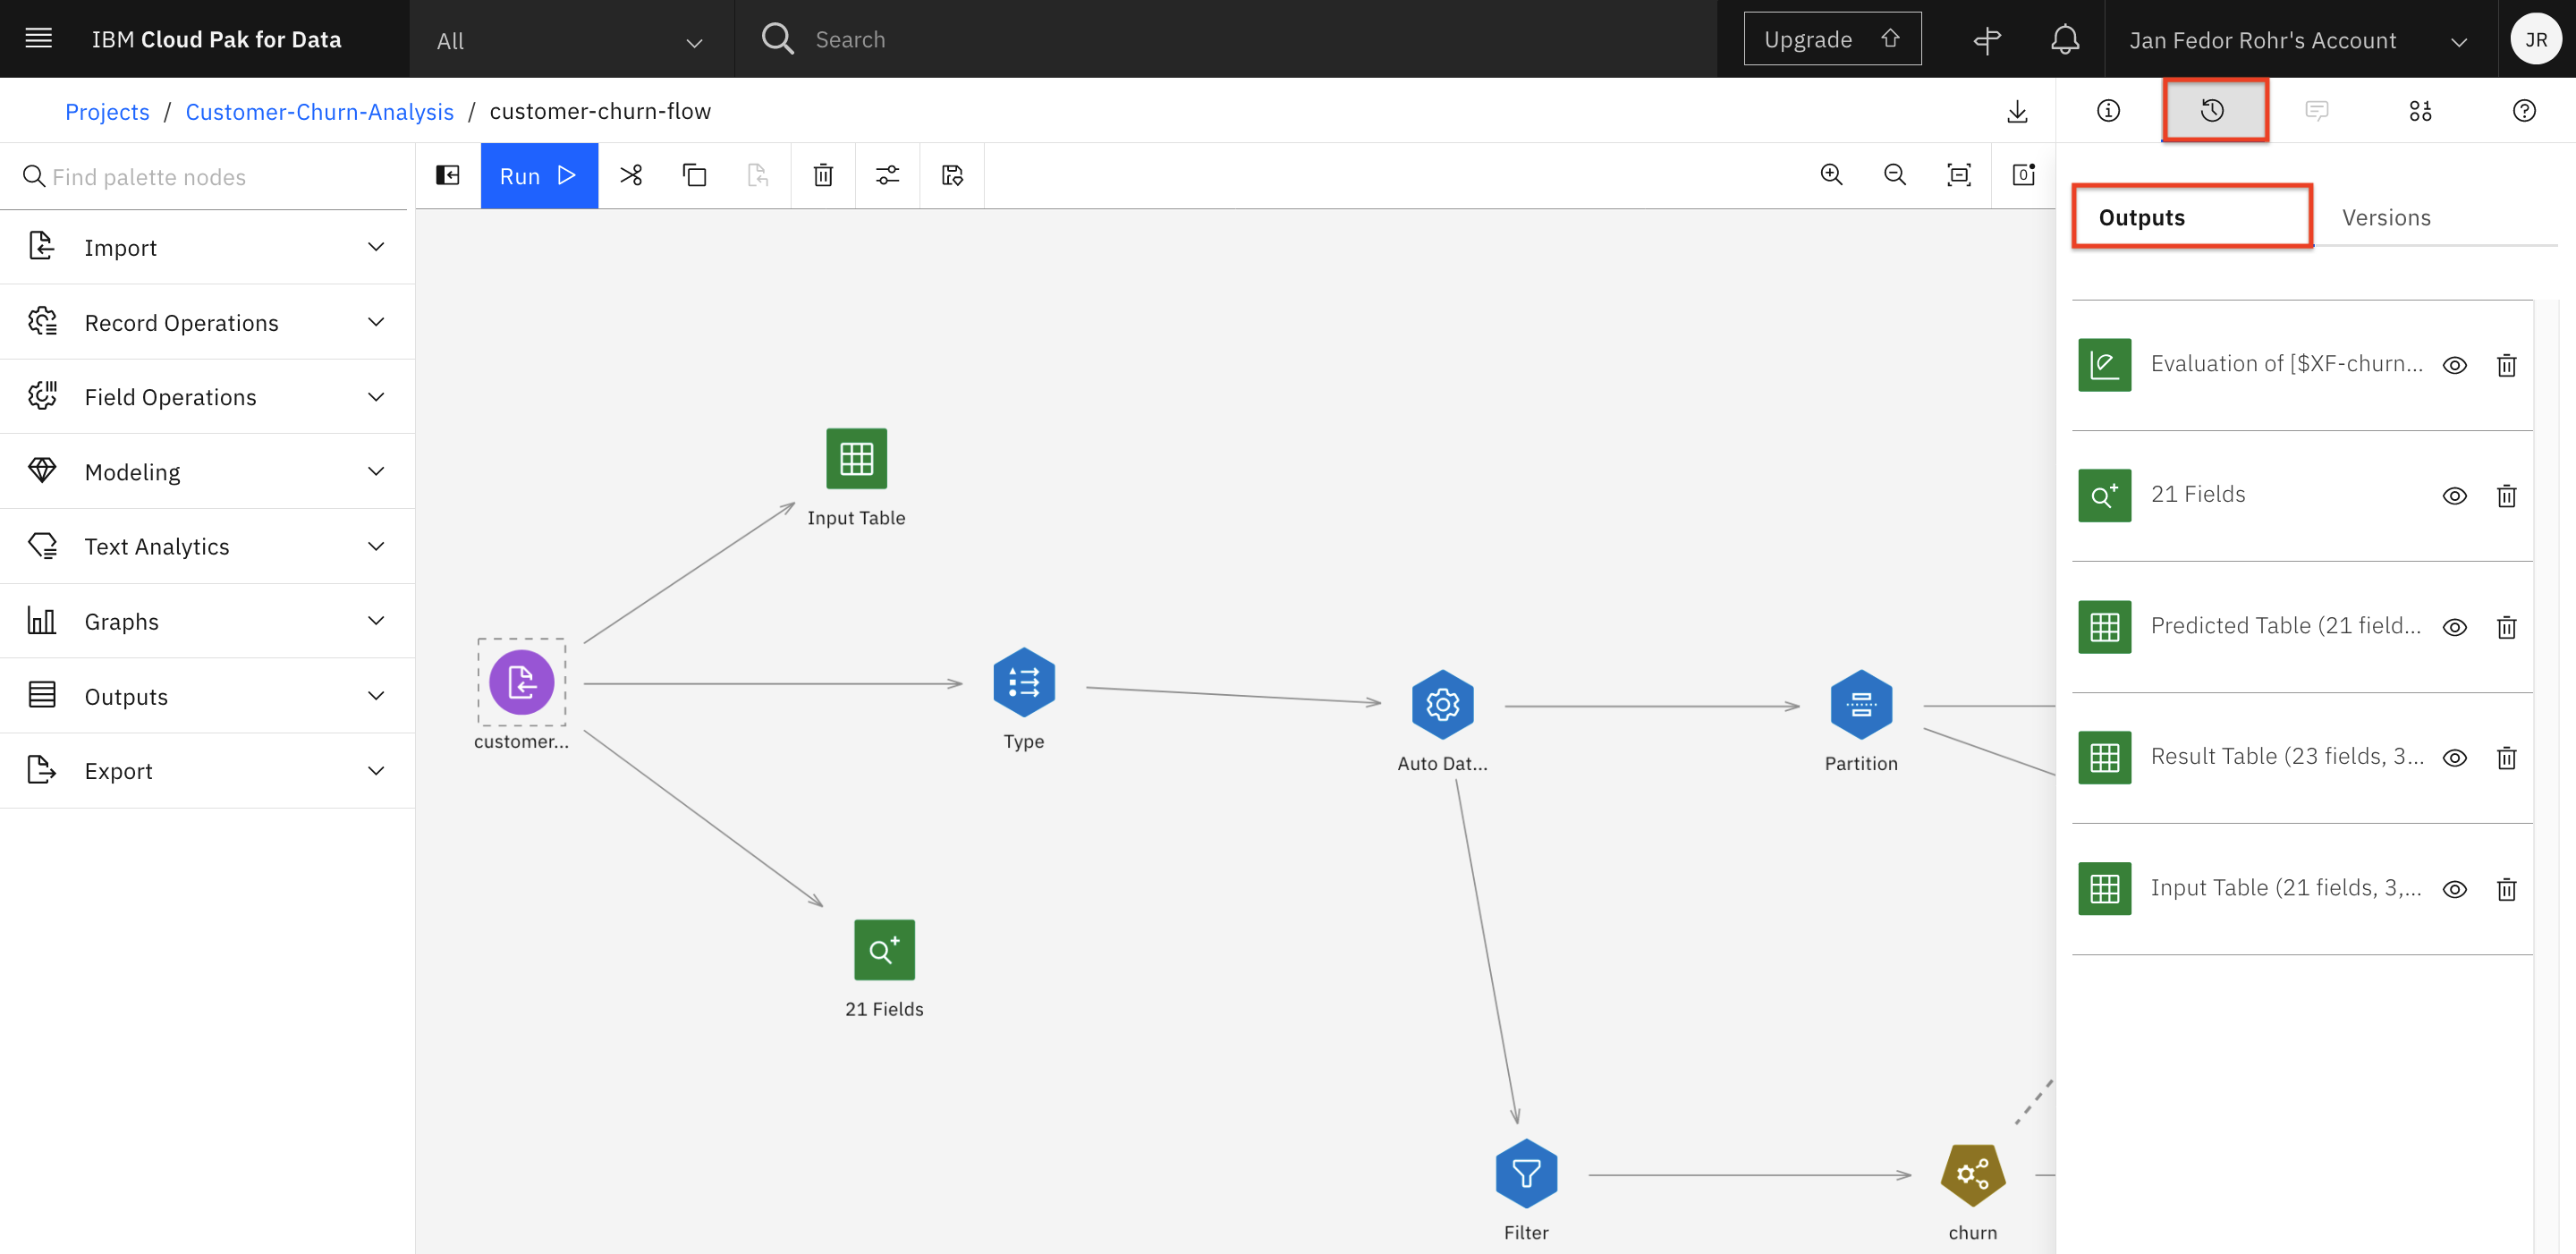 IBM Cloud Pak for Data
All
Search
Upgrade
Jan Fedor Rohr's Account
JR
Projects / Customer-Churn-Analysis / customer-churn-flow
Find palette nodes
Run
Import
Record Operations
Field Operations
Modeling
Text Analytics
Graphs
Outputs
Export
Input Table
customer...
Type
Auto Dat...
Partition
21 Fields
Filter
churn
Outputs
Versions
Evaluation of [$XF-churn...
21 Fields
Predicted Table (21 field...
Result Table (23 fields, 3...
Input Table (21 fields, 3,...